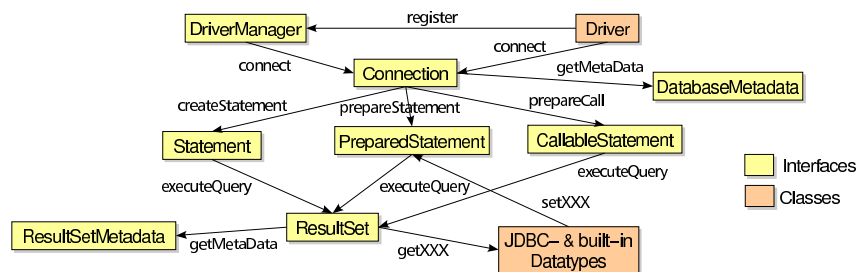 register
DriverManager
Driver
connect
connect
getMetaData
Connection
DatabaseMetadata
createStatement
prepareStatement
prepareCall
Statement
PreparedStatement
CallableStatement
Interfaces
executeQuery
executeQuery
executeQuery
setXXX
Classes
ResultSetMetadata
getMetaData
ResultSet
getXXX
JDBC– & built–in
Datatypes